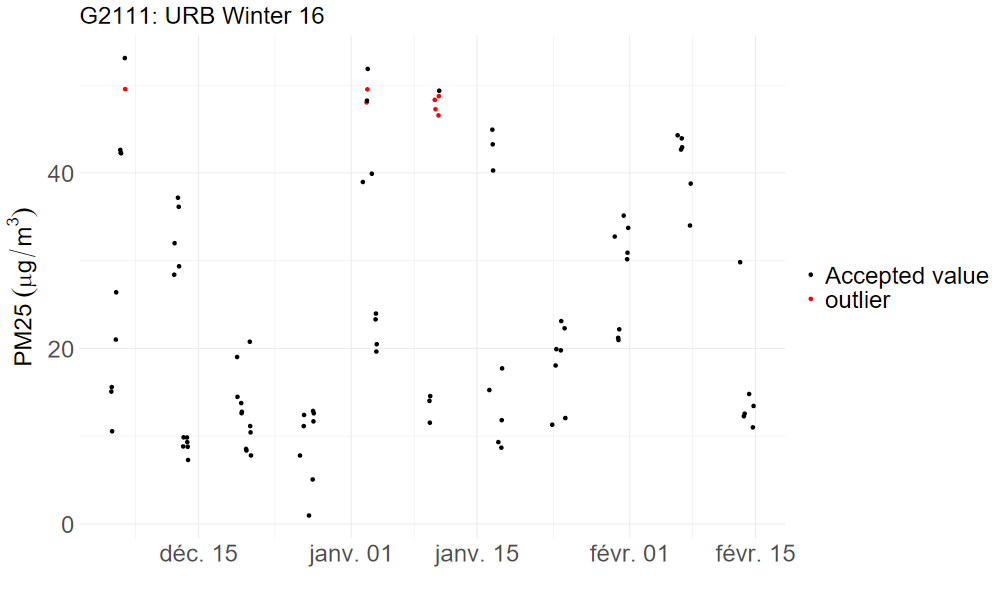 G2111: URB Winter 16
PM25 (μg/m³)
40
20
0
déc. 15
janv. 01
janv. 15
févr. 01
févr. 15
Accepted value
outlier